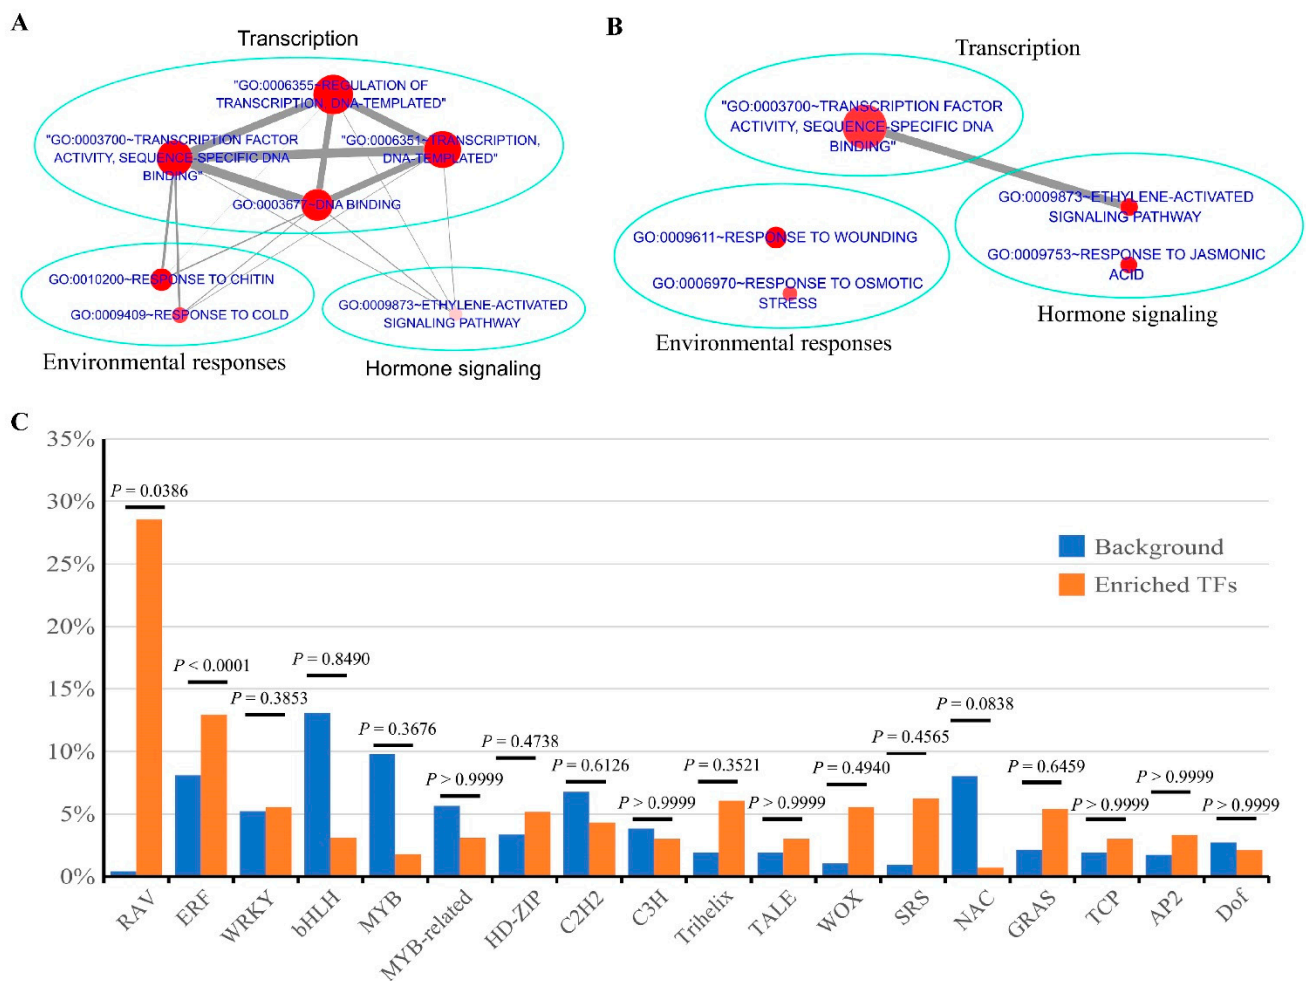 A
Transcription
"GO:0006355~REGULATION OF
TRANSCRIPTION, DNA-TEMPLATED"
"GO:0003700~TRANSCRIPTION FACTOR
ACTIVITY, SEQUENCE-SPECIFIC DNA
BINDING"
"GO:0006351~TRANSCRIPTION,
DNA-TEMPLATED"
GO:0003677~DNA BINDING
GO:0010200~RESPONSE TO CHITIN
GO:0009409~RESPONSE TO COLD
GO:0009873~ETHYLENE-ACTIVATED
SIGNALING PATHWAY
Environmental responses
Hormone signaling
B
Transcription
"GO:0003700~TRANSCRIPTION FACTOR
ACTIVITY, SEQUENCE-SPECIFIC DNA
BINDING"
GO:0009873~ETHYLENE-ACTIVATED
SIGNALING PATHWAY
GO:0009611~RESPONSE TO WOUNDING
GO:0009753~RESPONSE TO JASMONIC
ACID
GO:0006970~RESPONSE TO OSMOTIC
STRESS
Hormone signaling
Environmental responses
C
35%
30%
25%
20%
15%
10%
5%
0%
P = 0.0386
P < 0.0001
P = 0.3853
P = 0.8490
P = 0.3676
P > 0.9999
P = 0.4738
P = 0.6126
P > 0.9999
P = 0.3521
P > 0.9999
P = 0.4940
P = 0.4565
P = 0.0838
P = 0.6459
P > 0.9999
P > 0.9999
P > 0.9999
Background
Enriched TFs
RAV
ERF
WRKY
bHLH
MYB
MYB-related
HD-ZIP
C2H2
C3H
Trihelix
TALE
WOX
SRS
NAC
GRAS
TCP
AP2
Dof